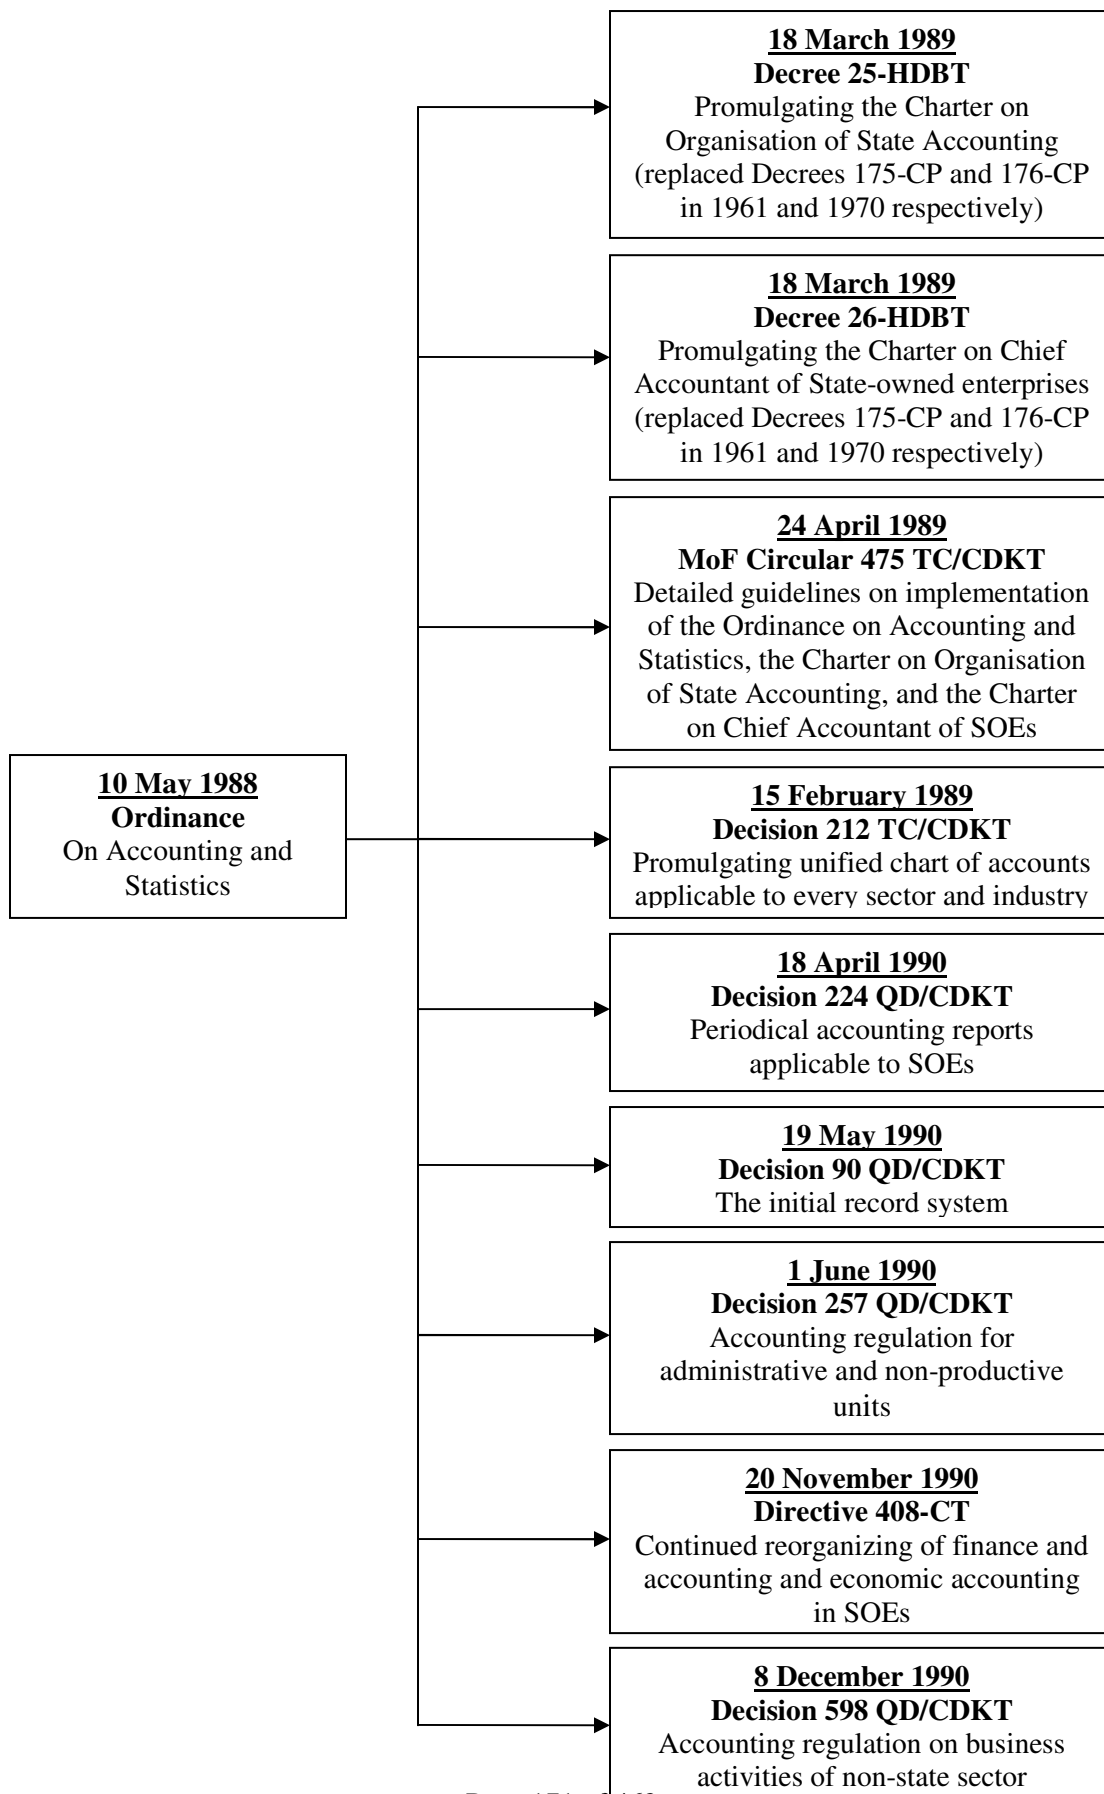 18 March 1989
Decree 25-HDBT
Promulgating the Charter on
Organisation of State Accounting
(replaced Decrees 175-CP and 176-CP
in 1961 and 1970 respectively)
18 March 1989
Decree 26-HDBT
Promulgating the Charter on Chief
Accountant of State-owned enterprises
(replaced Decrees 175-CP and 176-CP
in 1961 and 1970 respectively)
24 April 1989
MoF Circular 475 TC/CDKT
Detailed guidelines on implementation
of the Ordinance on Accounting and
Statistics, the Charter on Organisation
of State Accounting, and the Charter
on Chief Accountant of SOEs
10 May 1988
Ordinance
On Accounting and
Statistics
15 February 1989
Decision 212 TC/CDKT
Promulgating unified chart of accounts
applicable to every sector and industry
18 April 1990
Decision 224 QD/CDKT
Periodical accounting reports
applicable to SOEs
19 May 1990
Decision 90 QD/CDKT
The initial record system
1 June 1990
Decision 257 QD/CDKT
Accounting regulation for
administrative and non-productive
units
20 November 1990
Directive 408-CT
Continued reorganizing of finance and
accounting and economic accounting
in SOEs
8 December 1990
Decision 598 QD/CDKT
Accounting regulation on business
activities of non-state sector